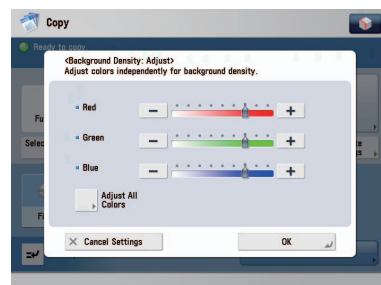 Copy
Ready to copy.
<Background Density: Adjust>
Adjust colors independently for background density.
Red
Green
Blue
Adjust All
Colors
Cancel Settings
OK